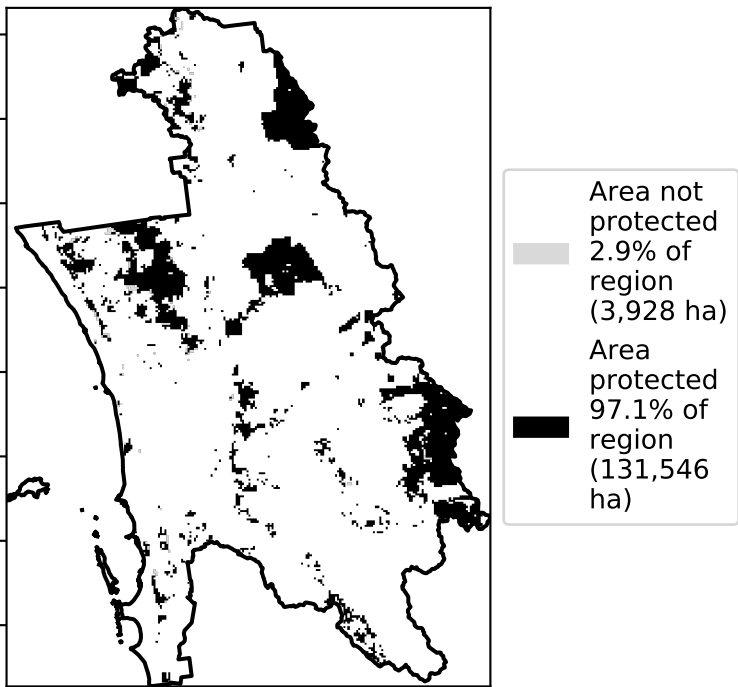 Area not
protected
2.9% of
region
(3,928 ha)
Area
protected
97.1% of
region
(131,546
ha)